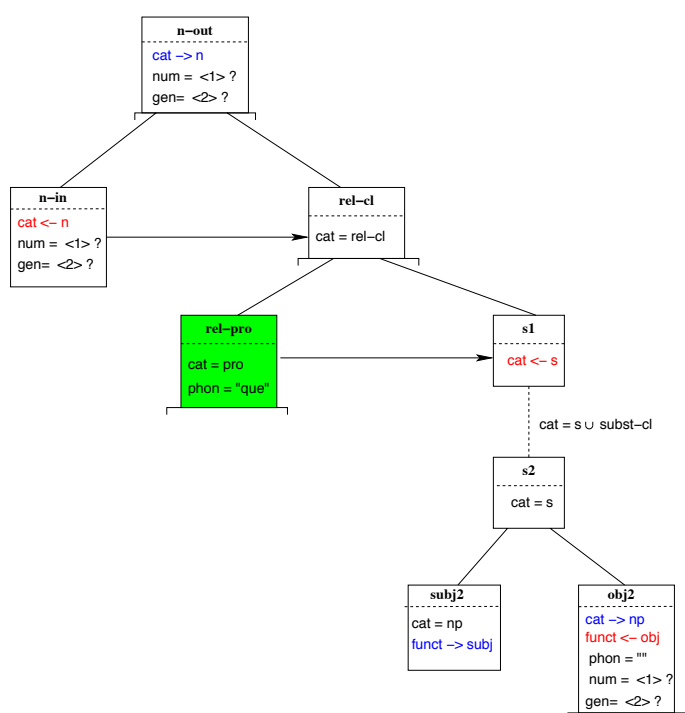 n–out
cat –> n
num = <1> ?
gen= <2> ?
n–in
cat <– n
num = <1> ?
gen= <2> ?
rel–cl
cat = rel–cl
rel–pro
cat = pro
phon = "que"
s1
cat <– s
cat = s ∪ subst–cl
s2
cat = s
subj2
cat = np
funct –> subj
obj2
cat –> np
funct <– obj
phon = ""
num = <1> ?
gen= <2> ?